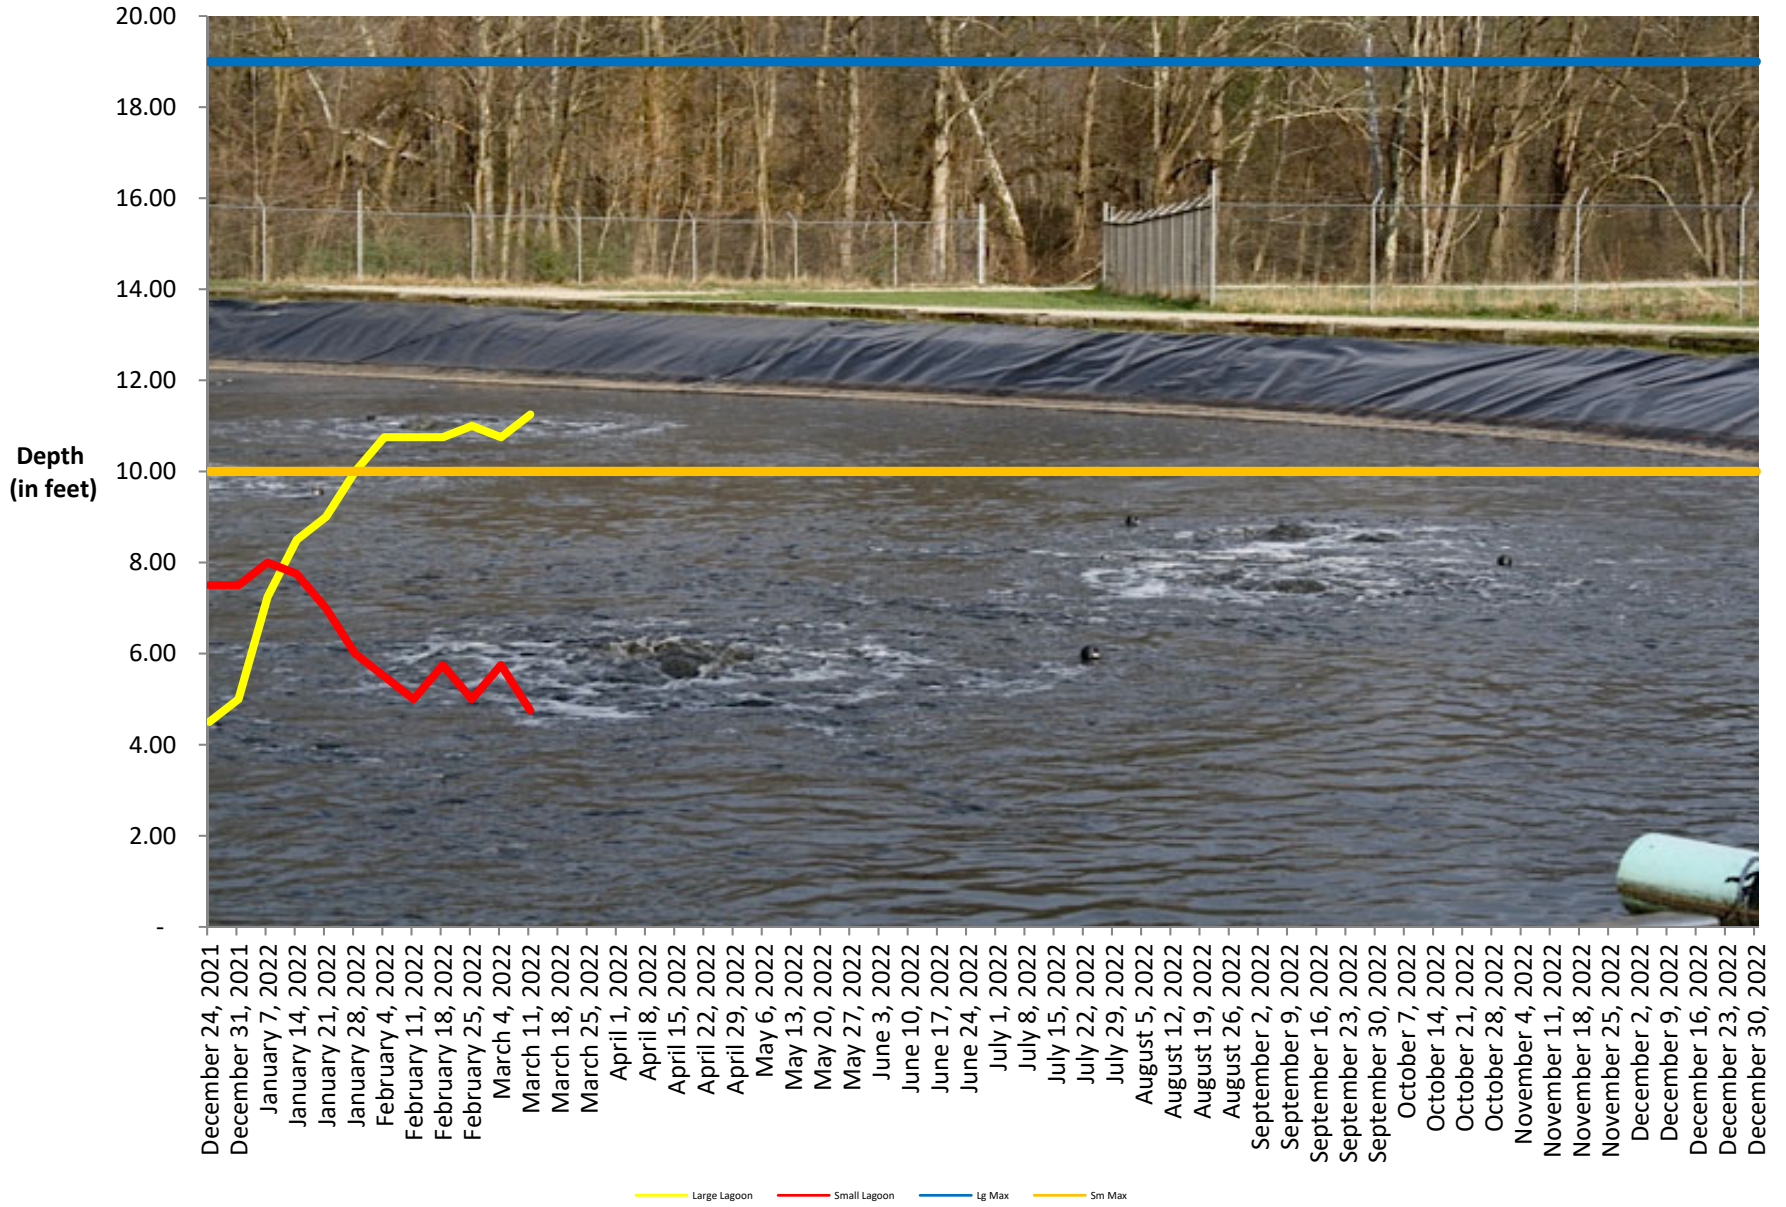 20.00
18.00
16.00
14.00
12.00
10.00
8.00
6.00
4.00
2.00
-
Depth
(in feet)
December 24, 2021
December 31, 2021
January 7, 2022
January 14, 2022
January 21, 2022
January 28, 2022
February 4, 2022
February 11, 2022
February 18, 2022
February 25, 2022
March 4, 2022
March 11, 2022
March 18, 2022
March 25, 2022
April 1, 2022
April 8, 2022
April 15, 2022
April 22, 2022
April 29, 2022
May 6, 2022
May 13, 2022
May 20, 2022
May 27, 2022
June 3, 2022
June 10, 2022
June 17, 2022
June 24, 2022
July 1, 2022
July 8, 2022
July 15, 2022
July 22, 2022
July 29, 2022
August 5, 2022
August 12, 2022
August 19, 2022
August 26, 2022
September 2, 2022
September 9, 2022
September 16, 2022
September 23, 2022
September 30, 2022
October 7, 2022
October 14, 2022
October 21, 2022
October 28, 2022
November 4, 2022
November 11, 2022
November 18, 2022
November 25, 2022
December 2, 2022
December 9, 2022
December 16, 2022
December 23, 2022
December 30, 2022
Large Lagoon
Small Lagoon
Lg Max
Sm Max